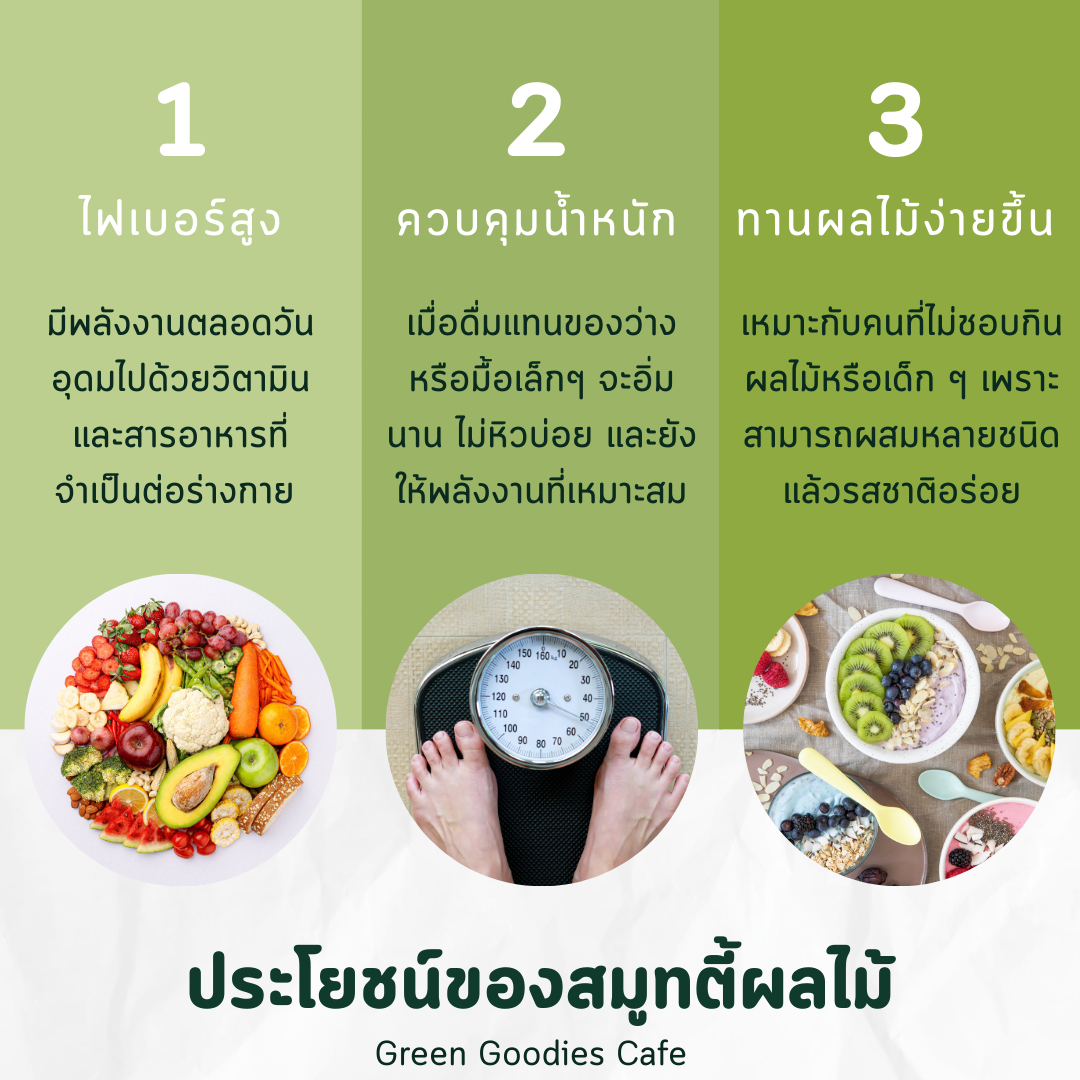 1
ไฟเบอร์สูง
มีพลังงานตลอดวัน
อุดมไปด้วยวิตามิน
และสารอาหารที่
จำเป็นต่อร่างกาย
2
ควบคุมน้ำหนัก
เมื่อดื่มแทนของว่าง
หรือมื้อเล็กๆ จะอิ่ม
นาน ไม่หิวบ่อย และยัง
ให้พลังงานที่เหมาะสม
3
ทานผลไม้ง่ายขึ้น
เหมาะกับคนที่ไม่ชอบกิน
ผลไม้หรือเด็ก ๆ เพราะ
สามารถผสมหลายชนิด
แล้วรสชาติอร่อย
150 160 kg 10
140 20
130 30
120 40
110 50
100 60
90 80 70
ประโยชน์ของสมูทตี้ผลไม้
Green Goodies Cafe